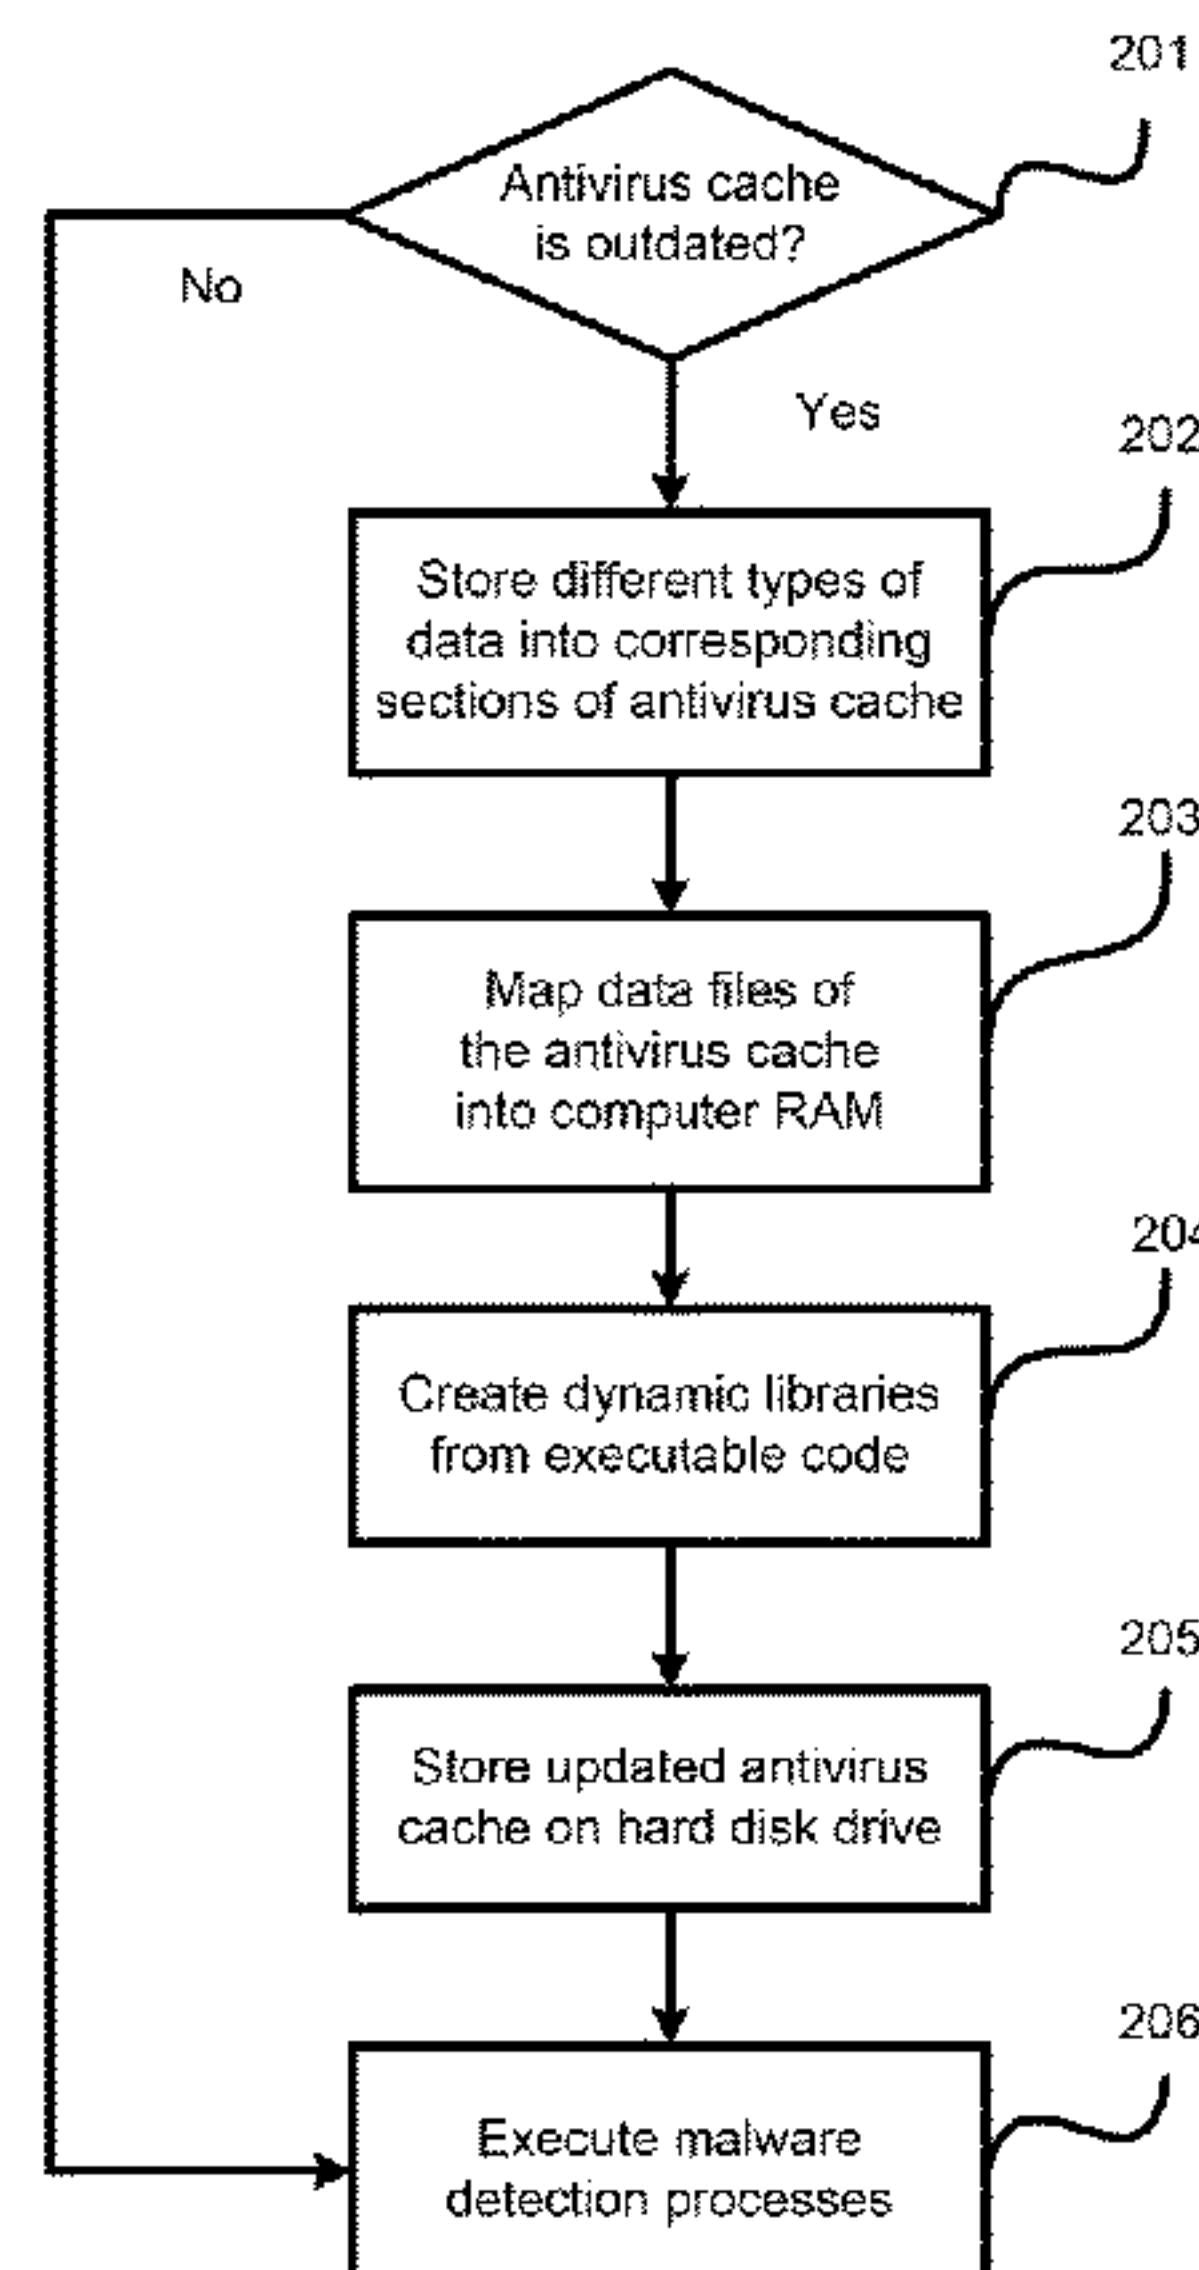 201
Antivirus cache
is outdated?
No
Yes
202
Store different types of
data into corresponding
sections of antivirus cache
203
Map data files of
the antivirus cache
into computer RAM
204
Create dynamic libraries
from executable code
205
Store updated antivirus
cache on hard disk drive
206
Execute malware
detection processes